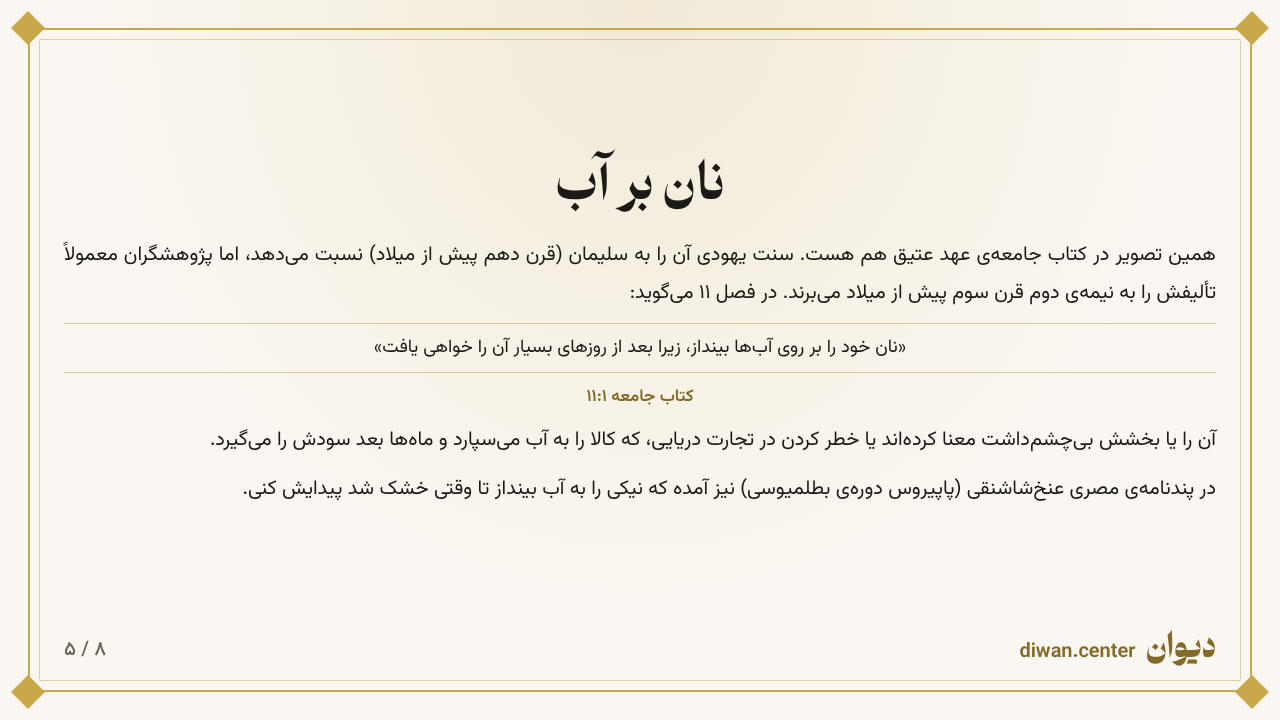 نان بر آب
همین تصویر در کتاب جامعه‌ی عهد عتیق هم هست. سنت یهودی آن را به سلیمان (قرن دهم پیش از میلاد) نسبت می‌دهد، اما پژوهشگران معمولاً
تألیفش را به نیمه‌ی دوم قرن سوم پیش از میلاد می‌برند. در فصل ۱۱ می‌گوید:
«نان خود را بر روی آب‌ها بینداز، زیرا بعد از روزهای بسیار آن را خواهی یافت»
کتاب جامعه ۱۱:۱
آن را یا بخشش بی‌چشم‌داشت معنا کرده‌اند یا خطر کردن در تجارت دریایی، که کالا را به آب می‌سپارد و ماه‌ها بعد سودش را می‌گیرد.
در پندنامه‌ی مصری عنخ‌شاشنقی (پاپیروس دوره‌ی بطلمیوسی) نیز آمده که نیکی را به آب بینداز تا وقتی خشک شد پیدایش کنی.
دیوان diwan.center
۵ / ۸